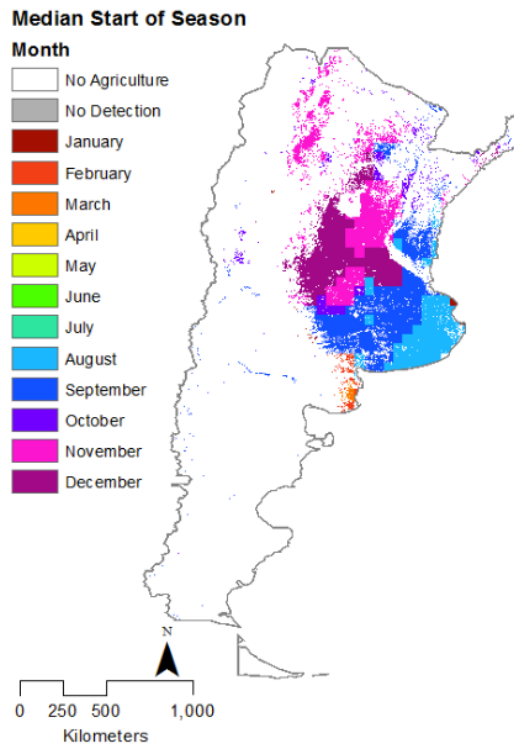 Median Start of Season
Month
No Agriculture
No Detection
January
February
March
April
May
June
July
August
September
October
November
December
N
0 250 500 1,000
Kilometers